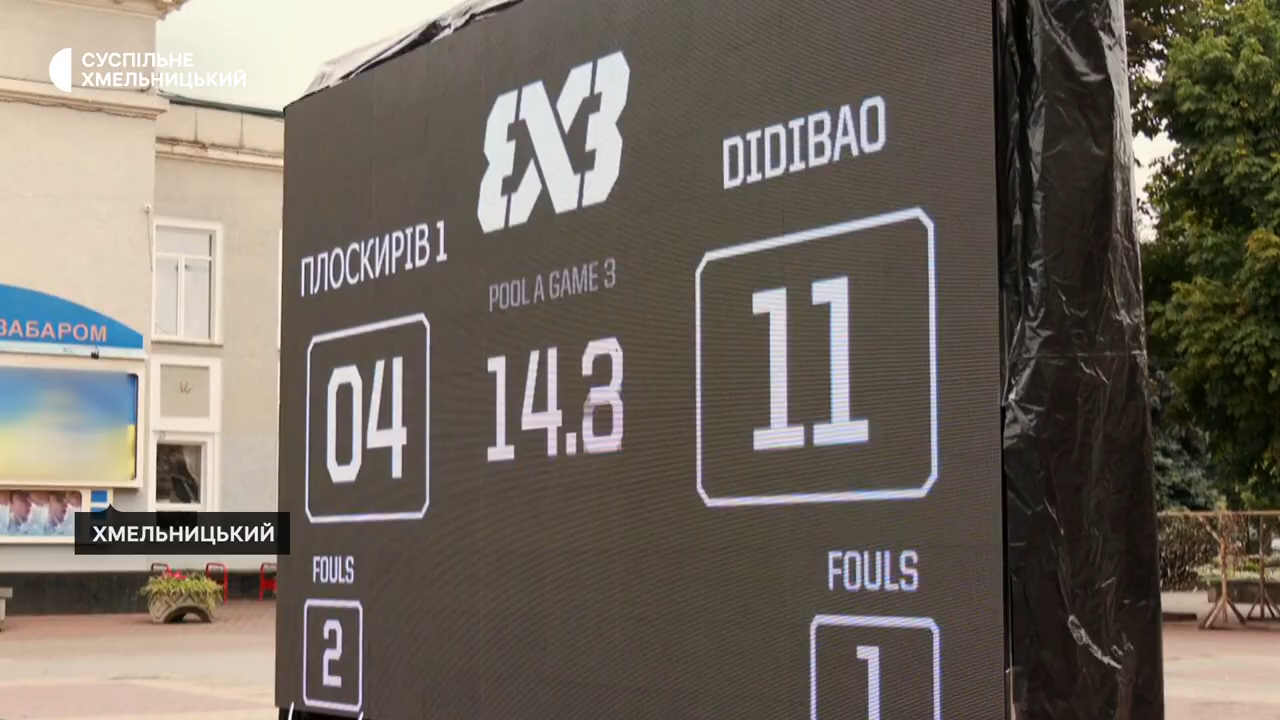 СУСПІЛЬНЕ
ХМЕЛЬНИЦЬКИЙ
3X3
DIDIBAO
ПЛОСКИРІВ 1
POOL A GAME 3
04
14.3
11
ЗАБАРОМ
ХМЕЛЬНИЦЬКИЙ
FOULS
FOULS
2
1